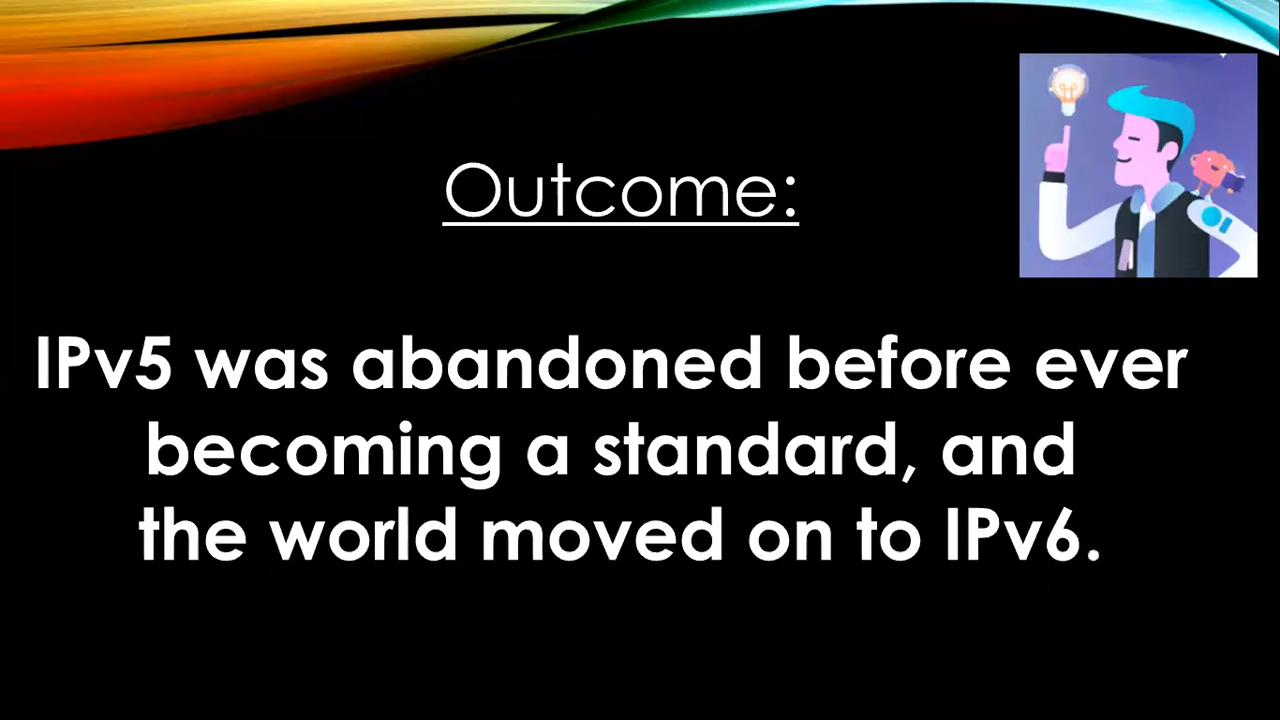 Outcome:
IPv5 was abandoned before ever
becoming a standard, and
the world moved on to IPv6.